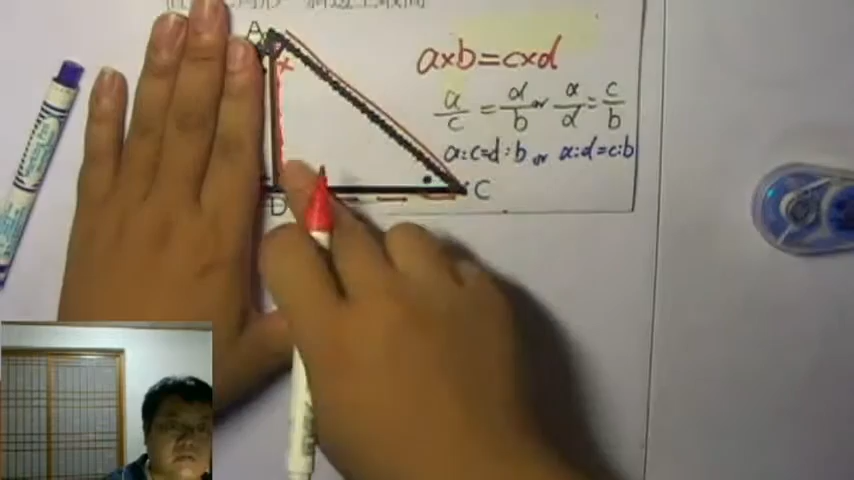 A
x
a×b=c×d
a/c = d/b or a/d = c/b
a:c=d:b or a:d=c:b
D
C